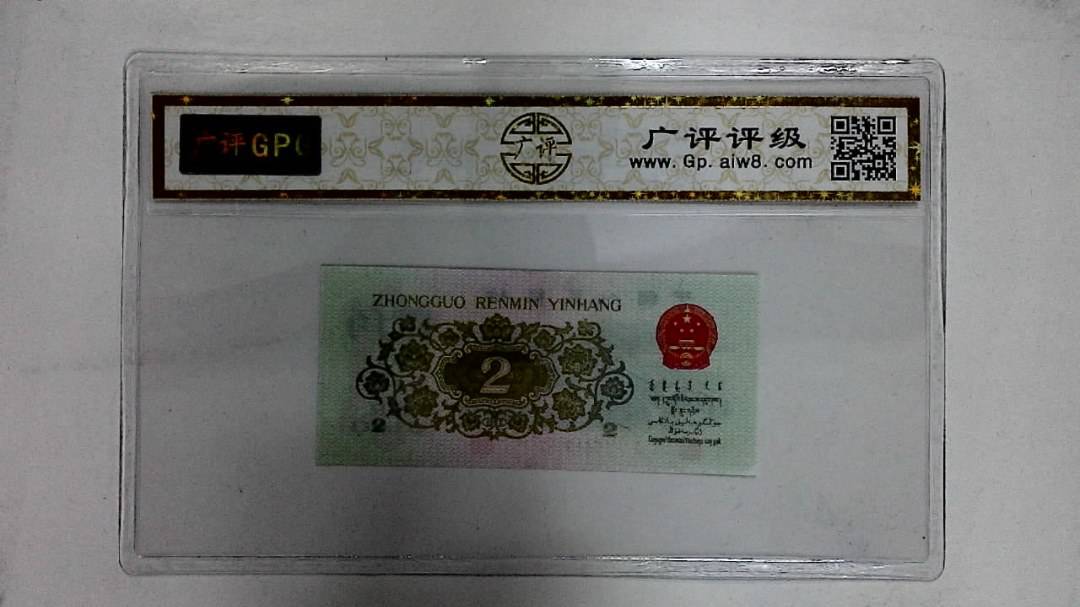 广评GPC
广评
广评评级
www.Gp.aiw8.com
ZHONGGUO RENMIN YINHANG
2
2
2